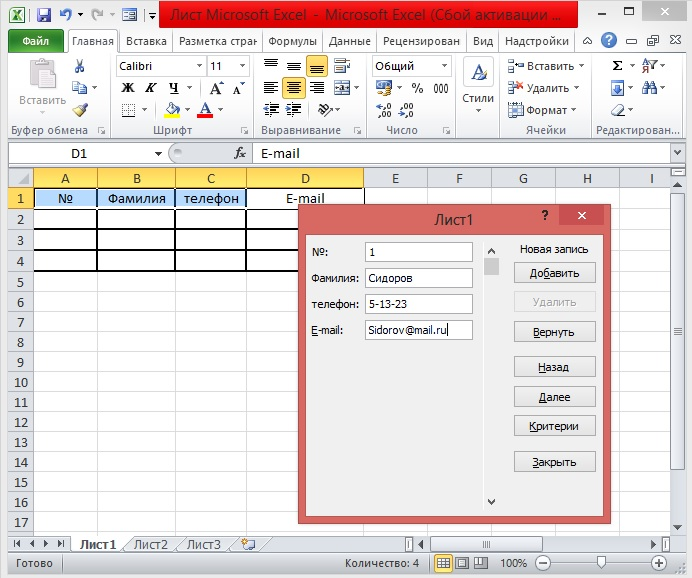 Лист Microsoft Excel - Microsoft Excel (Сбой активации ...
Файл Главная Вставка Разметка стран Формулы Данные Рецензирован Вид Надстройки
Calibri 11 Общий Вставить Σ
Вставить Ж К Ч % 000 Стили Удалить
Формат
Буфер обмена Шрифт Выравнивание Число Ячейки Редактирован...
D1 fx E-mail
A B C D E F G H I
1 № Фамилия телефон E-mail
2
3
4
5
6
7
8
9
10
11
12
13
14
15
16
17
Лист1 ?
№: 1
Фамилия: Сидоров
телефон: 5-13-23
E-mail: Sidorov@mail.ru
Новая запись
Добавить
Удалить
Вернуть
Назад
Далее
Критерии
Закрыть
Лист1 Лист2 Лист3
Готово Количество: 4 100%